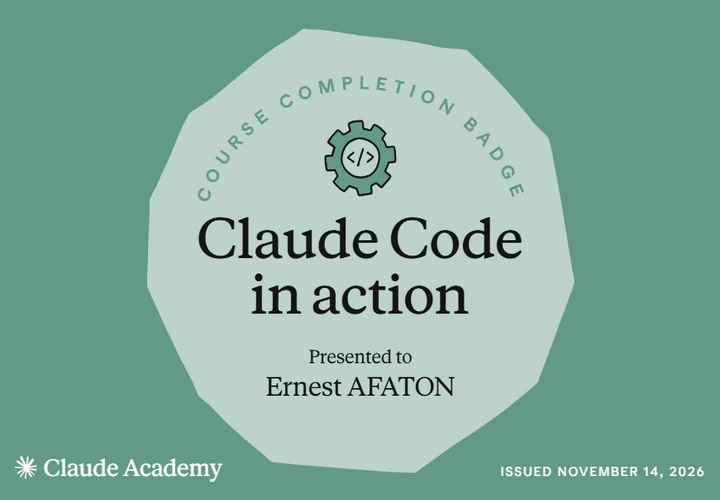 COURSE COMPLETION BADGE
</>
Claude Code
in action
Presented to
Ernest AFATON
Claude Academy
ISSUED NOVEMBER 14, 2026